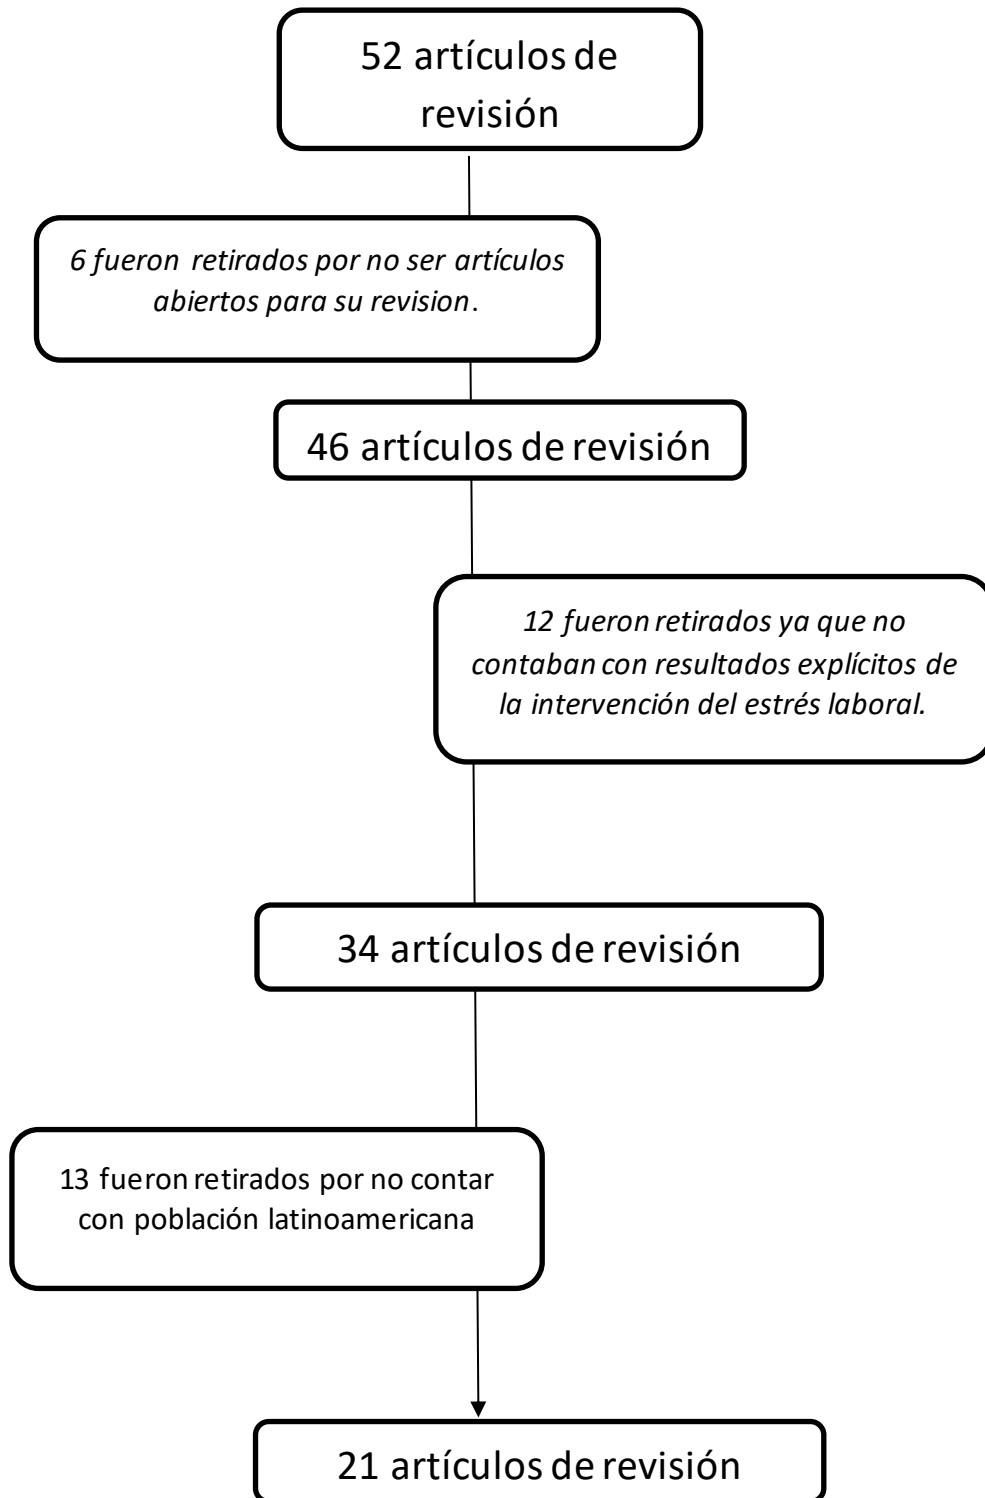 52 artículos de
revisión
6 fueron retirados por no ser artículos
abiertos para su revision.
46 artículos de revisión
12 fueron retirados ya que no
contaban con resultados explícitos de
la intervención del estrés laboral.
34 artículos de revisión
13 fueron retirados por no contar
con población latinoamericana
21 artículos de revisión